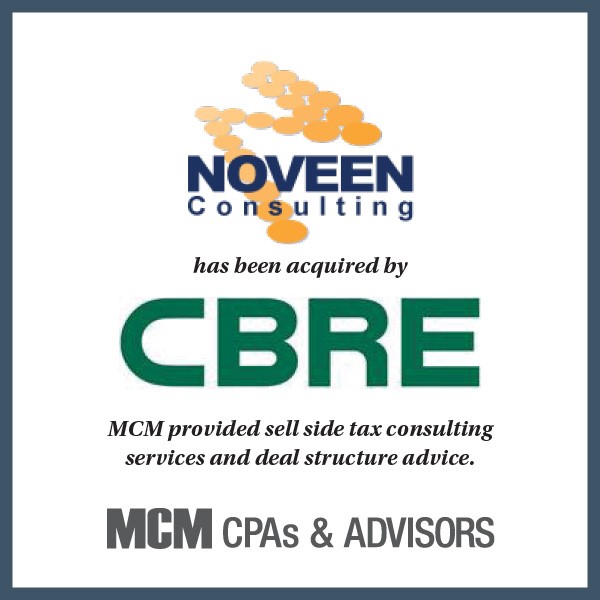 NOVEEN
Consulting
has been acquired by
CBRE
MCM provided sell side tax consulting
services and deal structure advice.
MCM CPAs & ADVISORS